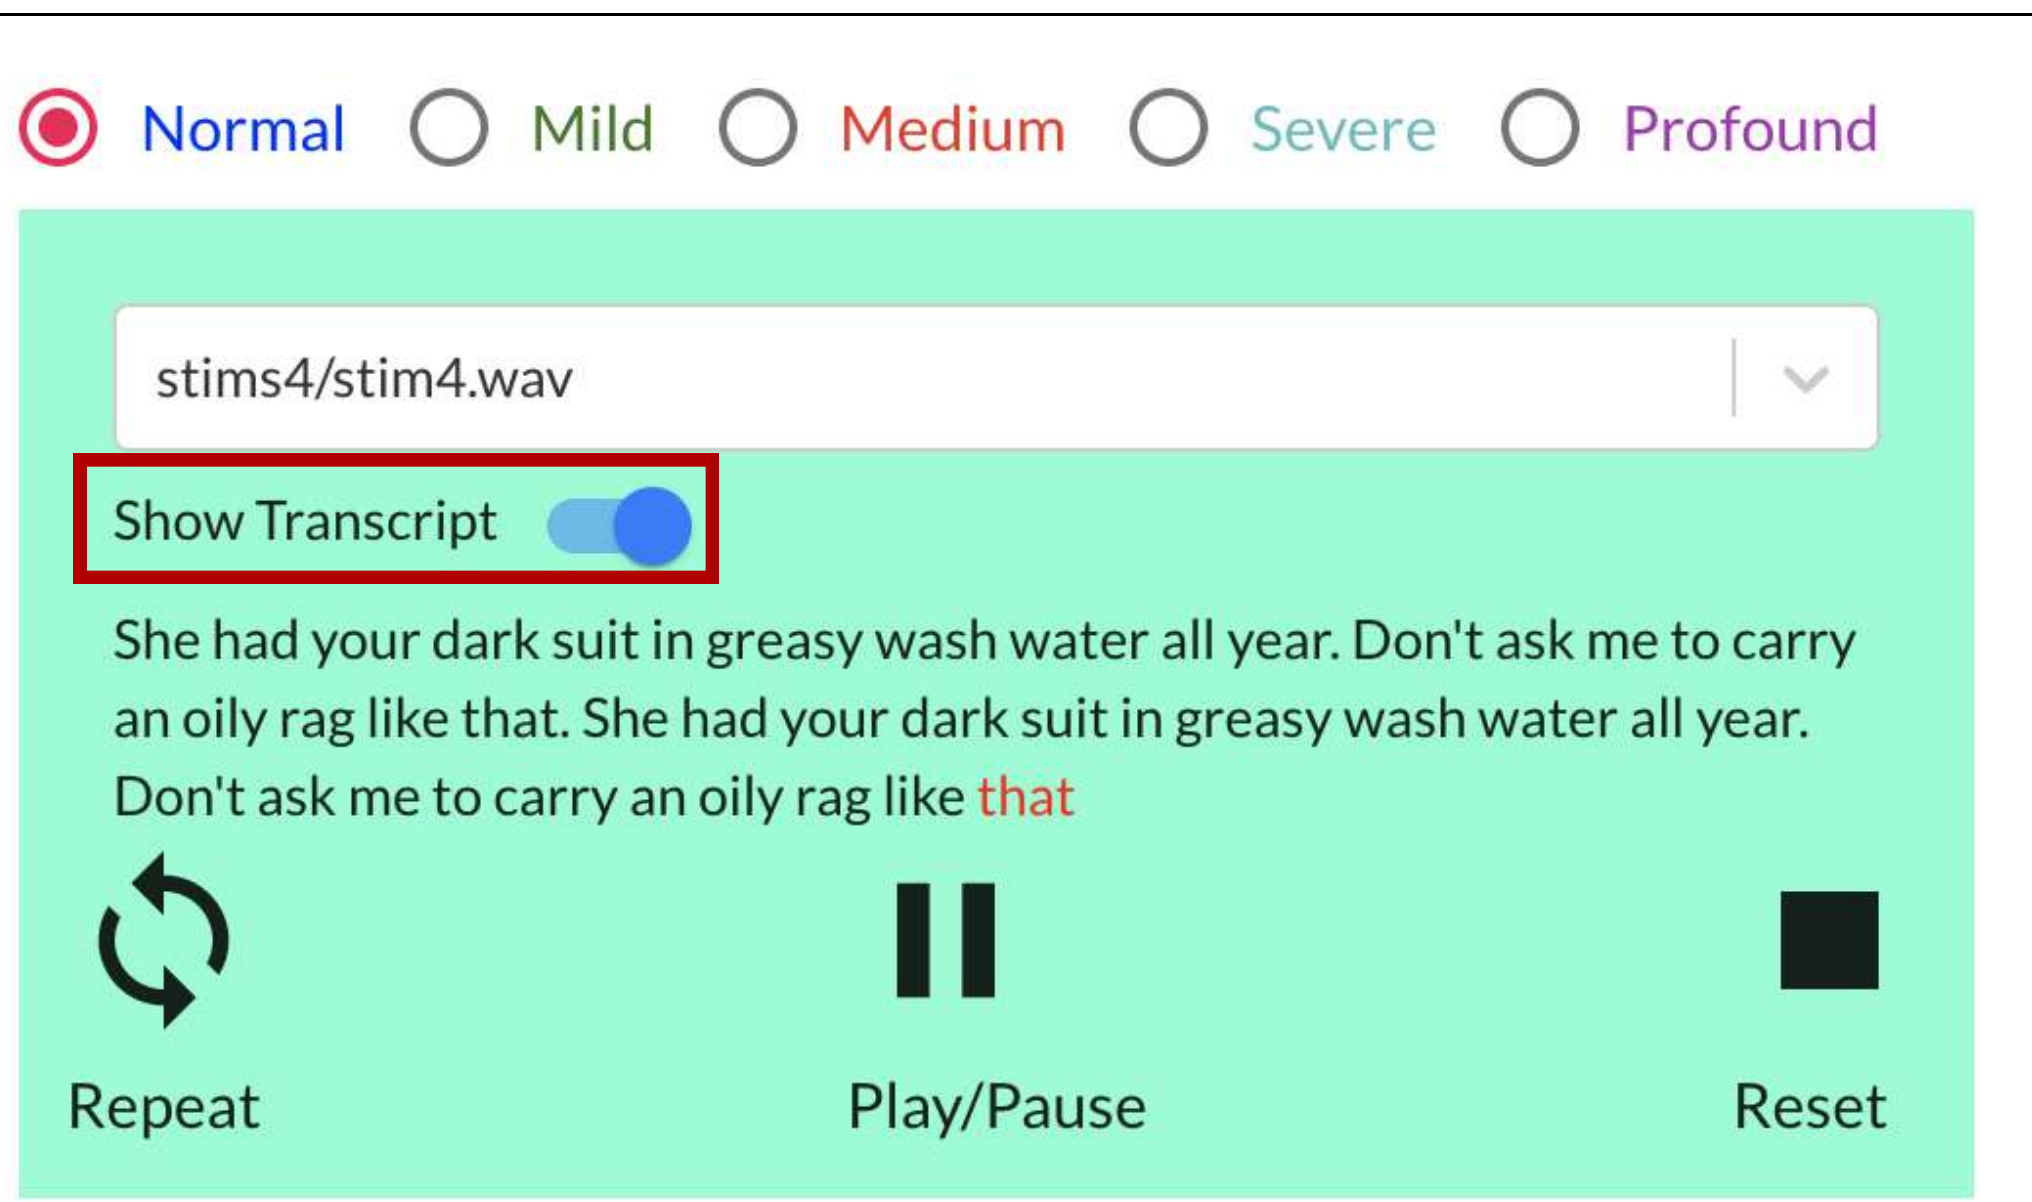 Normal Mild Medium Severe Profound
stims4/stim4.wav
Show Transcript
She had your dark suit in greasy wash water all year. Don't ask me to carry
an oily rag like that. She had your dark suit in greasy wash water all year.
Don't ask me to carry an oily rag like that
Repeat Play/Pause Reset